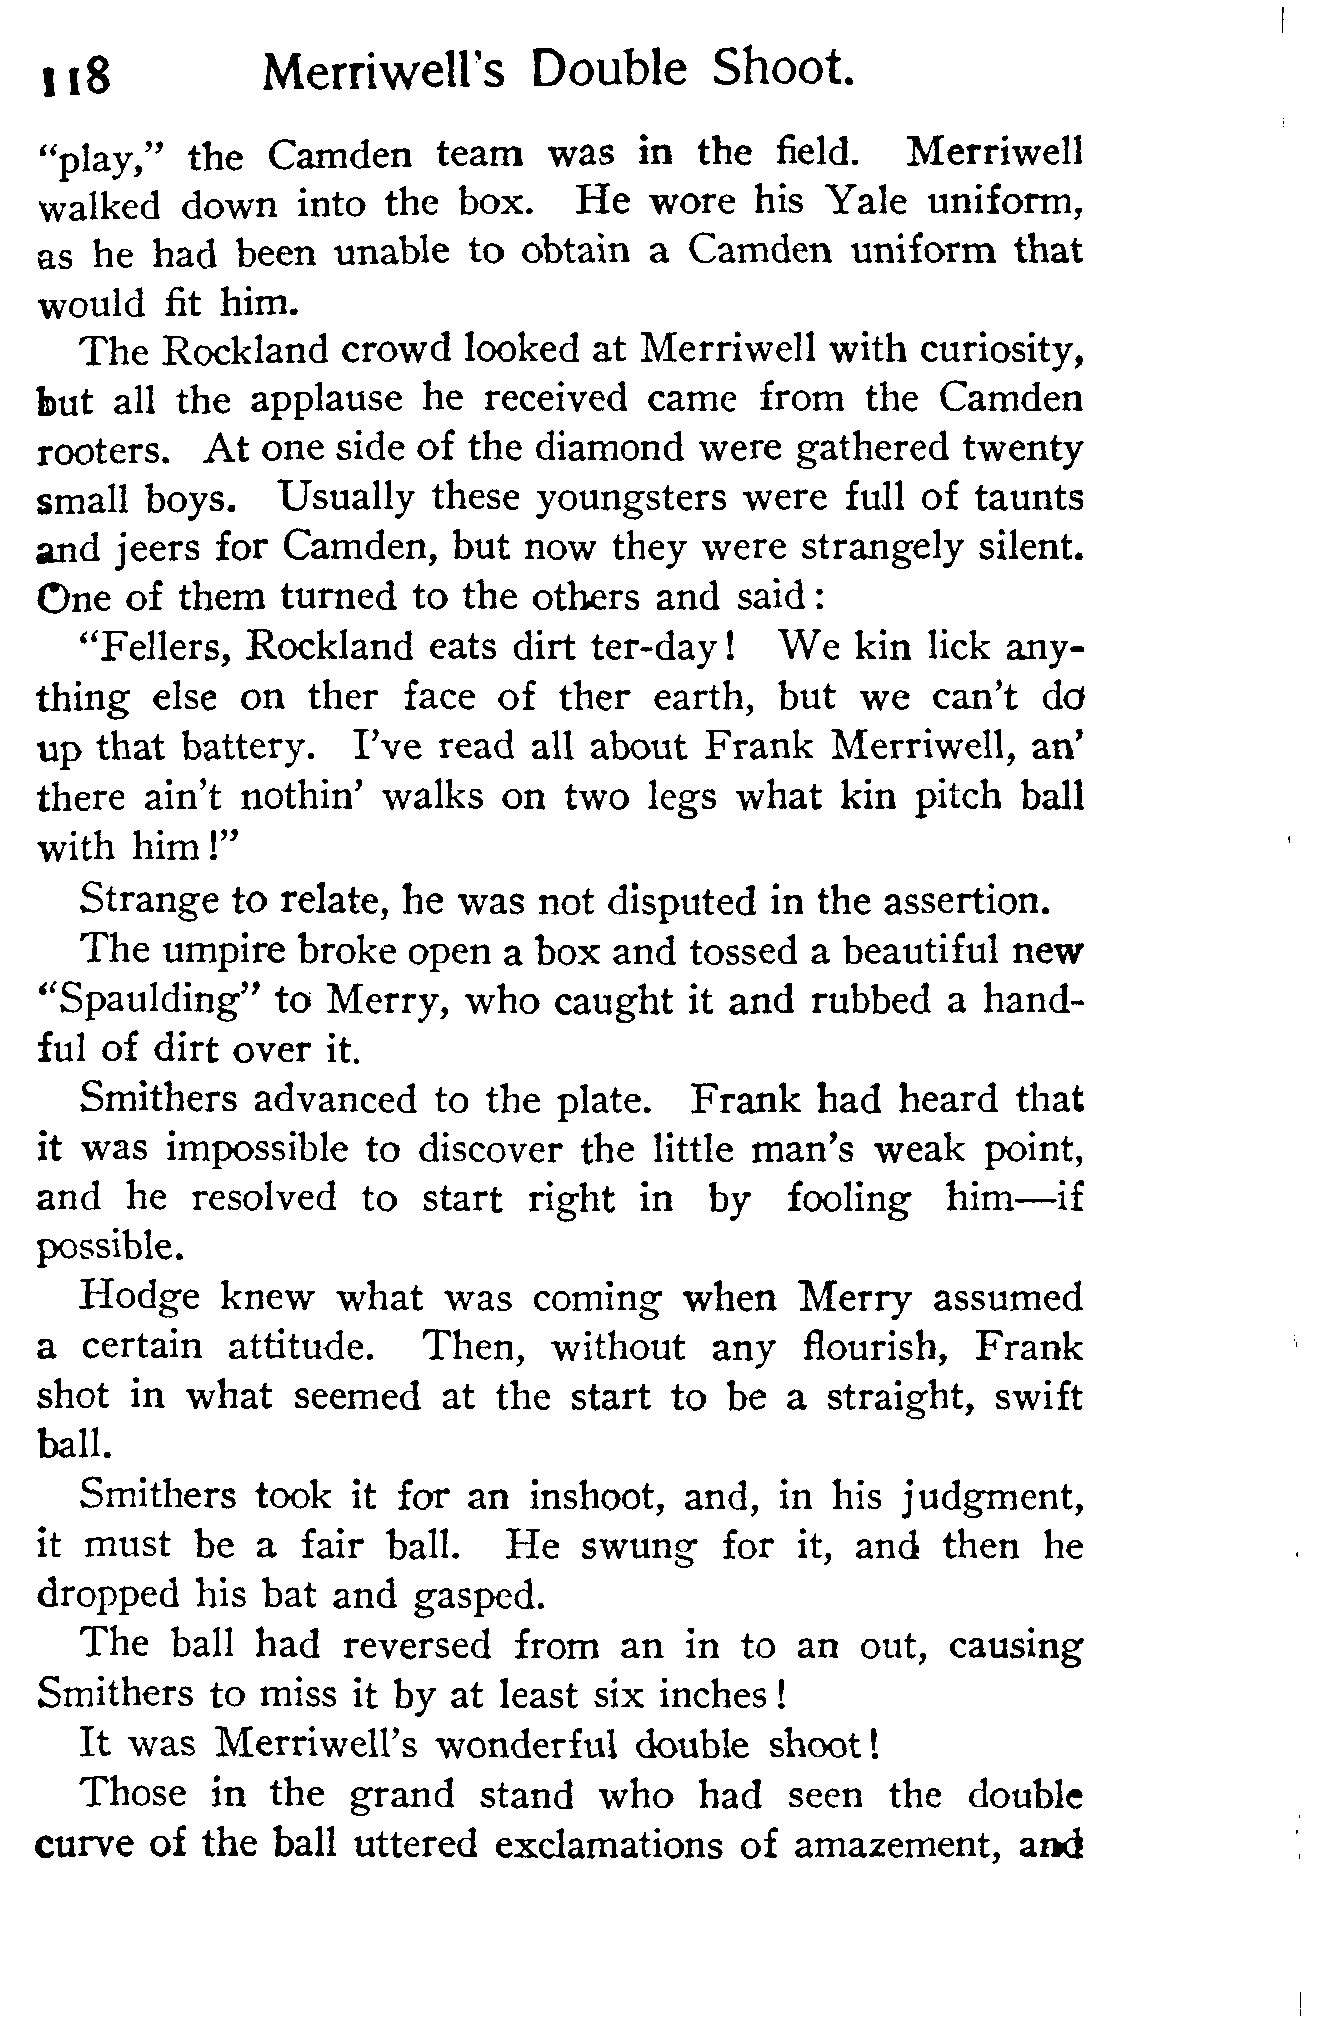 118 Merriwell's Double Shoot.
“play,” the Camden team was in the field. Merriwell
walked down into the box. He wore his Yale uniform,
as he had been unable to obtain a Camden uniform that
would fit him.
The Rockland crowd looked at Merriwell with curiosity,
but all the applause he received came from the Camden
rooters. At one side of the diamond were gathered twenty
small boys. Usually these youngsters were full of taunts
and jeers for Camden, but now they were strangely silent.
One of them turned to the others and said:
“Fellers, Rockland eats dirt ter-day! We kin lick any-
thing else on ther face of ther earth, but we can't do
up that battery. I've read all about Frank Merriwell, an'
there ain't nothin' walks on two legs what kin pitch ball
with him!”
Strange to relate, he was not disputed in the assertion.
The umpire broke open a box and tossed a beautiful new
“Spaulding” to Merry, who caught it and rubbed a hand-
ful of dirt over it.
Smithers advanced to the plate. Frank had heard that
it was impossible to discover the little man's weak point,
and he resolved to start right in by fooling him—if
possible.
Hodge knew what was coming when Merry assumed
a certain attitude. Then, without any flourish, Frank
shot in what seemed at the start to be a straight, swift
ball.
Smithers took it for an inshoot, and, in his judgment,
it must be a fair ball. He swung for it, and then he
dropped his bat and gasped.
The ball had reversed from an in to an out, causing
Smithers to miss it by at least six inches!
It was Merriwell's wonderful double shoot!
Those in the grand stand who had seen the double
curve of the ball uttered exclamations of amazement, and